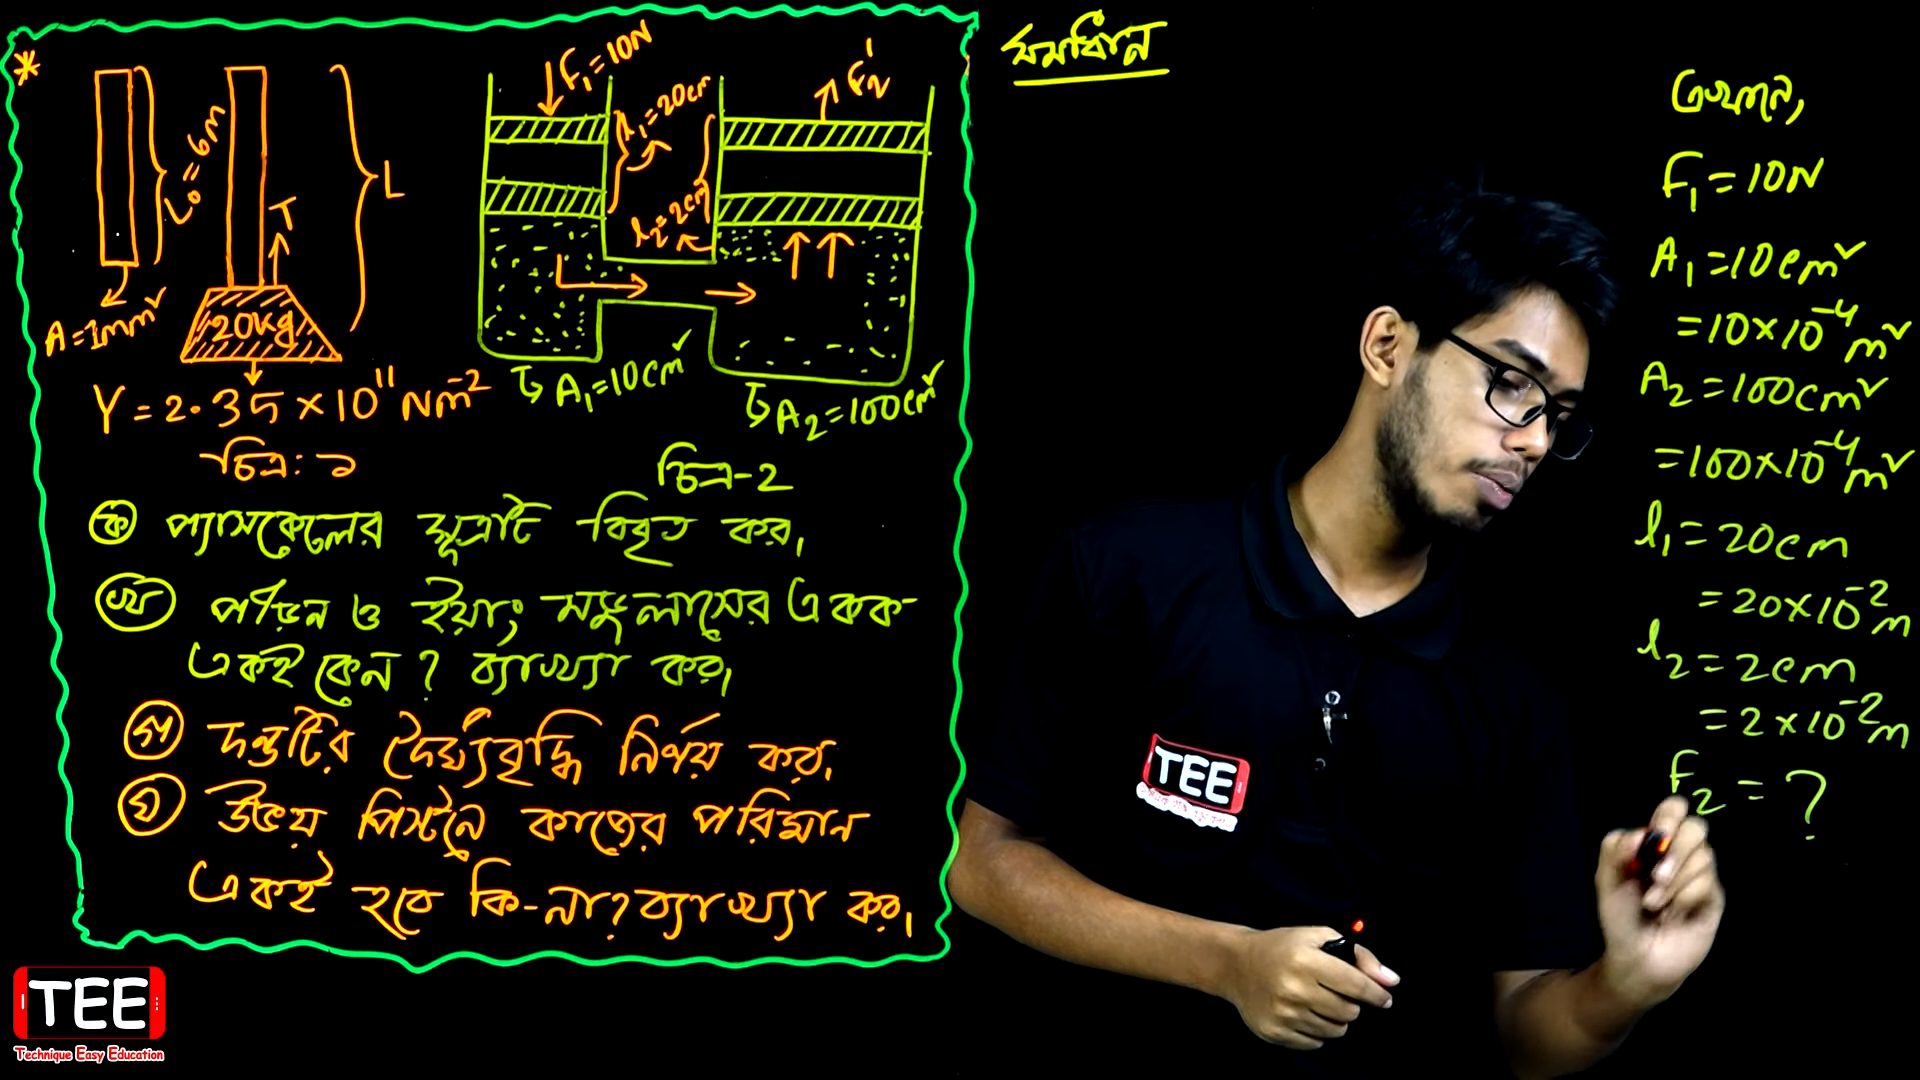 *
L₀ = 6m
T
L
A = 1mm²
20kg
Y = 2.35 × 10¹¹ Nm⁻²
চিত্র: ১
F₁ = 10N
l₁ = 20cm
F₂'
l₂ = 2cm
A₁ = 10cm²
A₂ = 100cm²
চিত্র-2
ক প্যাসকেলের সূত্রটি বিবৃত কর।
খ পীড়ন ও ইয়াং মডুলাসের একক
একই কেন? ব্যাখ্যা কর।
গ দন্ডটির দৈর্ঘ্যবৃদ্ধি নির্ণয় কর।
ঘ উভয় পিস্টনে কাজের পরিমান
একই হবে কি-না? ব্যাখ্যা কর।
সমাধান
এখানে,
F₁ = 10N
A₁ = 10cm²
= 10×10⁻⁴m²
A₂ = 100cm²
= 100×10⁻⁴m²
l₁ = 20cm
= 20×10⁻²m
l₂ = 2cm
= 2×10⁻²m
F₂ = ?
TEE
TEE
Technique Easy Education